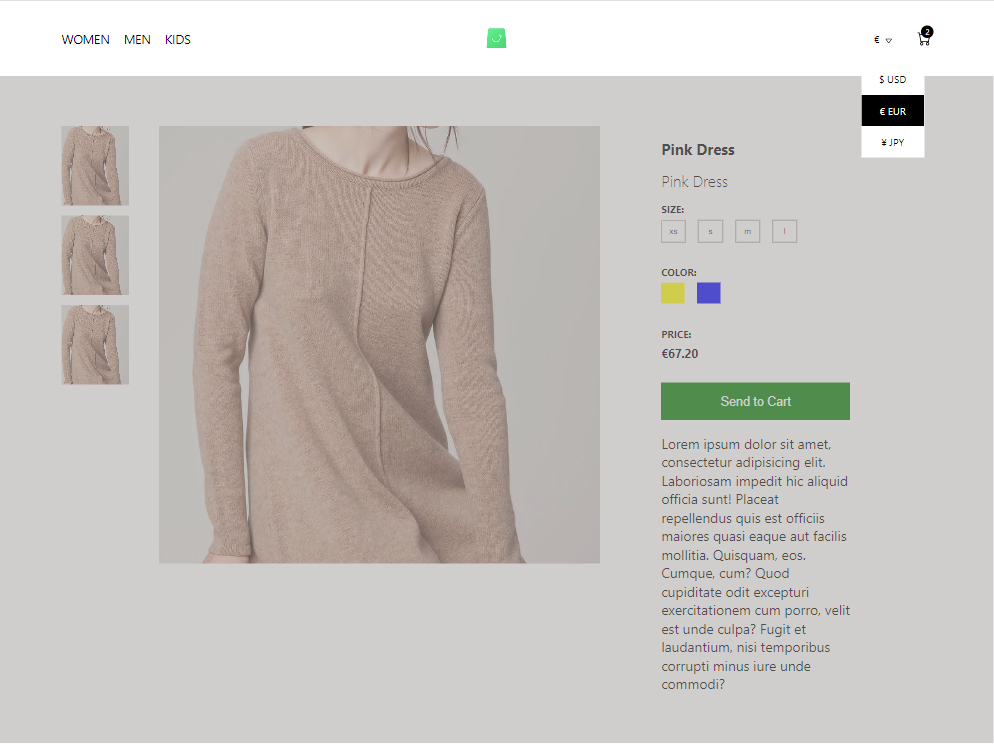 WOMEN MEN KIDS
€
2
$ USD
€ EUR
¥ JPY
Pink Dress
Pink Dress
SIZE:
xs s m l
COLOR:
PRICE:
€67.20
Send to Cart
Lorem ipsum dolor sit amet,
consectetur adipisicing elit.
Laboriosam impedit hic aliquid
officia sunt! Placeat
repellendus quis est officiis
maiores quasi eaque aut facilis
mollitia. Quisquam, eos.
Cumque, cum? Quod
cupiditate odit excepturi
exercitationem cum porro, velit
est unde culpa? Fugit et
laudantium, nisi temporibus
corrupti minus iure unde
commodi?